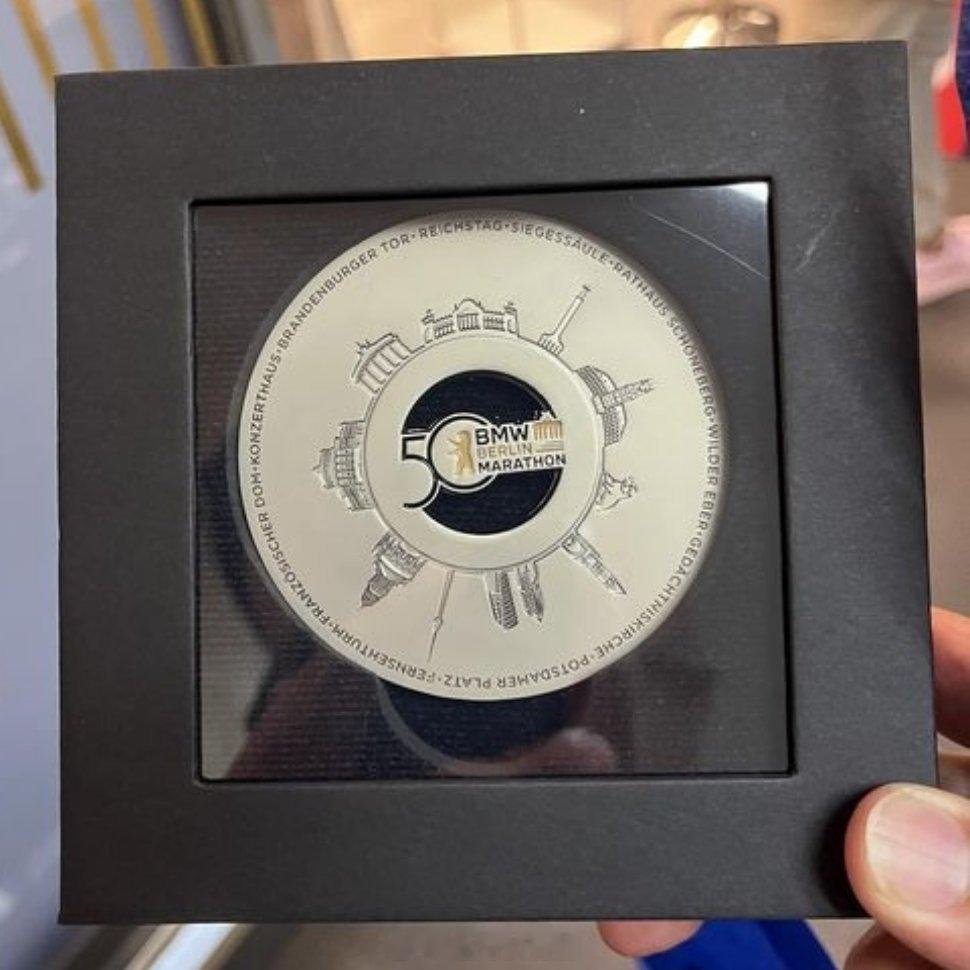 BRANDENBURGER TOR·REICHSTAG·SIEGESSÄULE·RATHAUS SCHÖNEBERG·WILDER EBER·GEDÄCHTNISKIRCHE·POTSDAMER PLATZ·FERNSEHTURM·FRANZÖSISCHER DOM·KONZERTHAUS·
50
BMW
BERLIN
MARATHON